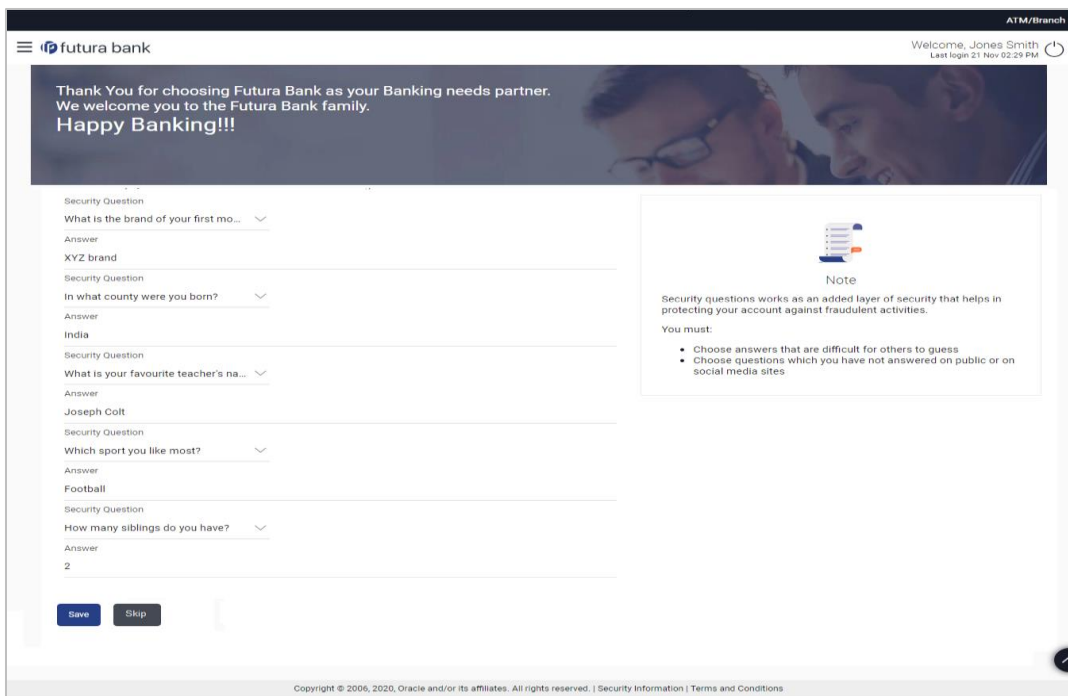 ATM/Branch
futura bank
Welcome, Jones Smith
Last login 21 Nov 02:29 PM
Thank You for choosing Futura Bank as your Banking needs partner.
We welcome you to the Futura Bank family.
Happy Banking!!!
Security Question
What is the brand of your first mo...
Answer
XYZ brand
Security Question
In what county were you born?
Answer
India
Security Question
What is your favourite teacher's na...
Answer
Joseph Colt
Security Question
Which sport you like most?
Answer
Football
Security Question
How many siblings do you have?
Answer
2
Save
Skip
Note
Security questions works as an added layer of security that helps in
protecting your account against fraudulent activities.
You must:
• Choose answers that are difficult for others to guess
• Choose questions which you have not answered on public or on
social media sites
Copyright © 2006, 2020, Oracle and/or its affiliates. All rights reserved. | Security Information | Terms and Conditions